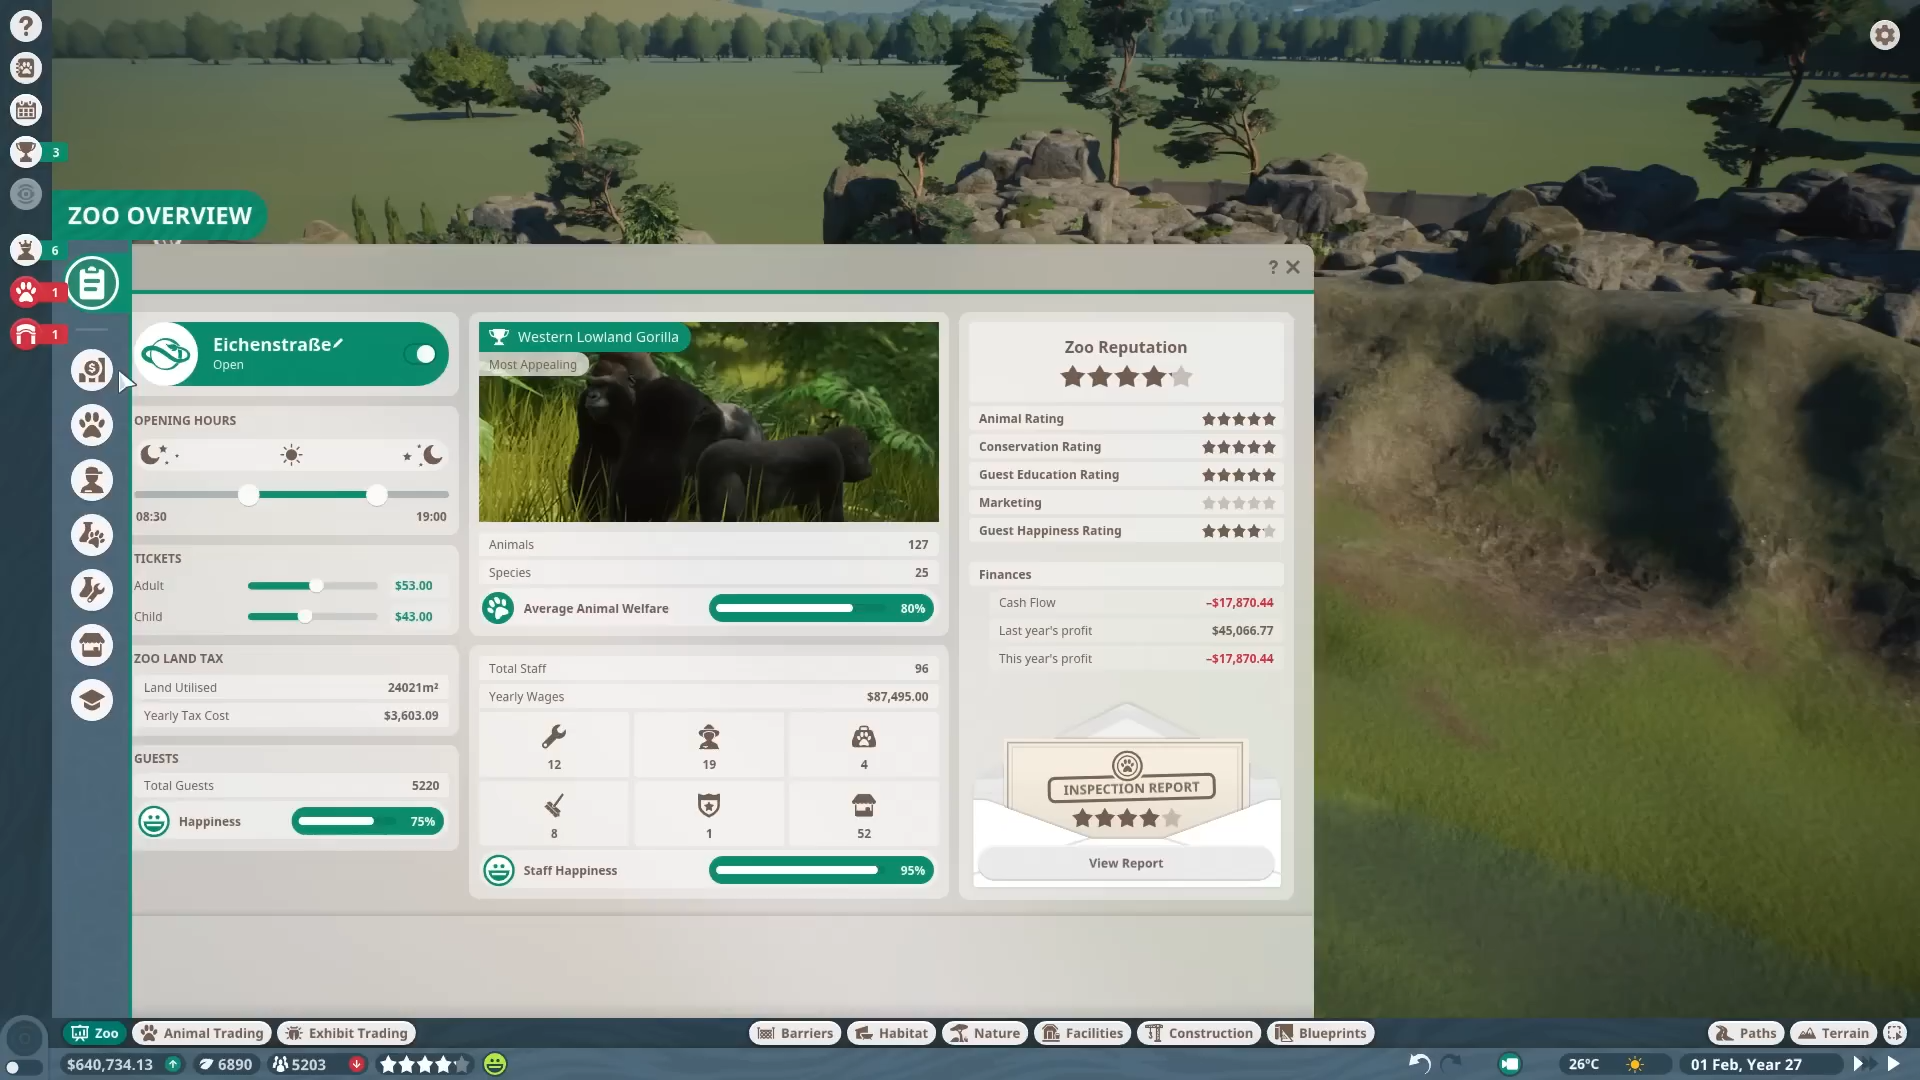 ?
3
ZOO OVERVIEW
6
1
1
?
Eichenstraße
Open
OPENING HOURS
08:30
19:00
TICKETS
Adult
$53.00
Child
$43.00
ZOO LAND TAX
Land Utilised
24021m²
Yearly Tax Cost
$3,603.09
GUESTS
Total Guests
5220
Happiness
75%
Western Lowland Gorilla
Most Appealing
Animals
127
Species
25
Average Animal Welfare
80%
Total Staff
96
Yearly Wages
$87,495.00
12
19
4
8
1
52
Staff Happiness
95%
Zoo Reputation
Animal Rating
Conservation Rating
Guest Education Rating
Marketing
Guest Happiness Rating
Finances
Cash Flow
–$17,870.44
Last year's profit
$45,066.77
This year's profit
–$17,870.44
INSPECTION REPORT
View Report
Zoo
Animal Trading
Exhibit Trading
Barriers
Habitat
Nature
Facilities
Construction
Blueprints
Paths
Terrain
$640,734.13
6890
5203
26°C
01 Feb, Year 27